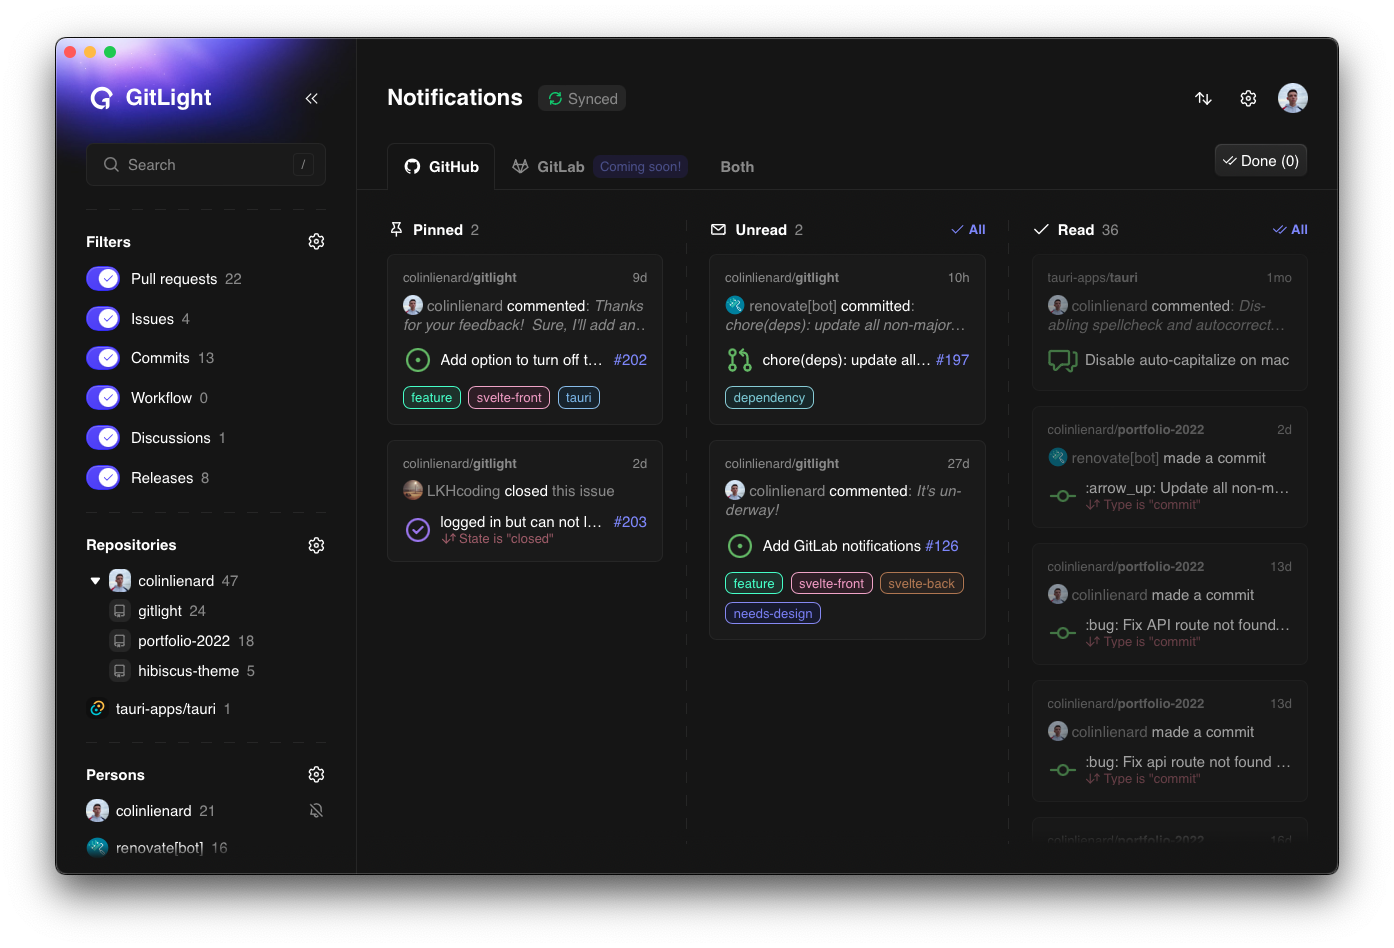 GitLight
Search /
Filters
Pull requests 22
Issues 4
Commits 13
Workflow 0
Discussions 1
Releases 8
Repositories
colinlienard 47
gitlight 24
portfolio-2022 18
hibiscus-theme 5
tauri-apps/tauri 1
Persons
colinlienard 21
renovate[bot] 16
Notifications Synced
GitHub GitLab Coming soon! Both Done (0)
Pinned 2
colinlienard/gitlight 9d
colinlienard commented: Thanks
for your feedback! Sure, I'll add an..
Add option to turn off t... #202
feature svelte-front tauri
colinlienard/gitlight 2d
LKHcoding closed this issue
logged in but can not l... #203
State is "closed"
Unread 2 All
colinlienard/gitlight 10h
renovate[bot] committed:
chore(deps): update all non-major...
chore(deps): update all... #197
dependency
colinlienard/gitlight 27d
colinlienard commented: It's un-
derway!
Add GitLab notifications #126
feature svelte-front svelte-back
needs-design
Read 36 All
tauri-apps/tauri 1mo
colinlienard commented: Dis-
abling spellcheck and autocorrect...
Disable auto-capitalize on mac
colinlienard/portfolio-2022 2d
renovate[bot] made a commit
:arrow_up: Update all non-m...
Type is "commit"
colinlienard/portfolio-2022 13d
colinlienard made a commit
:bug: Fix API route not found...
Type is "commit"
colinlienard/portfolio-2022 13d
colinlienard made a commit
:bug: Fix api route not found ...
Type is "commit"
colinlienard/portfolio-2022 16d